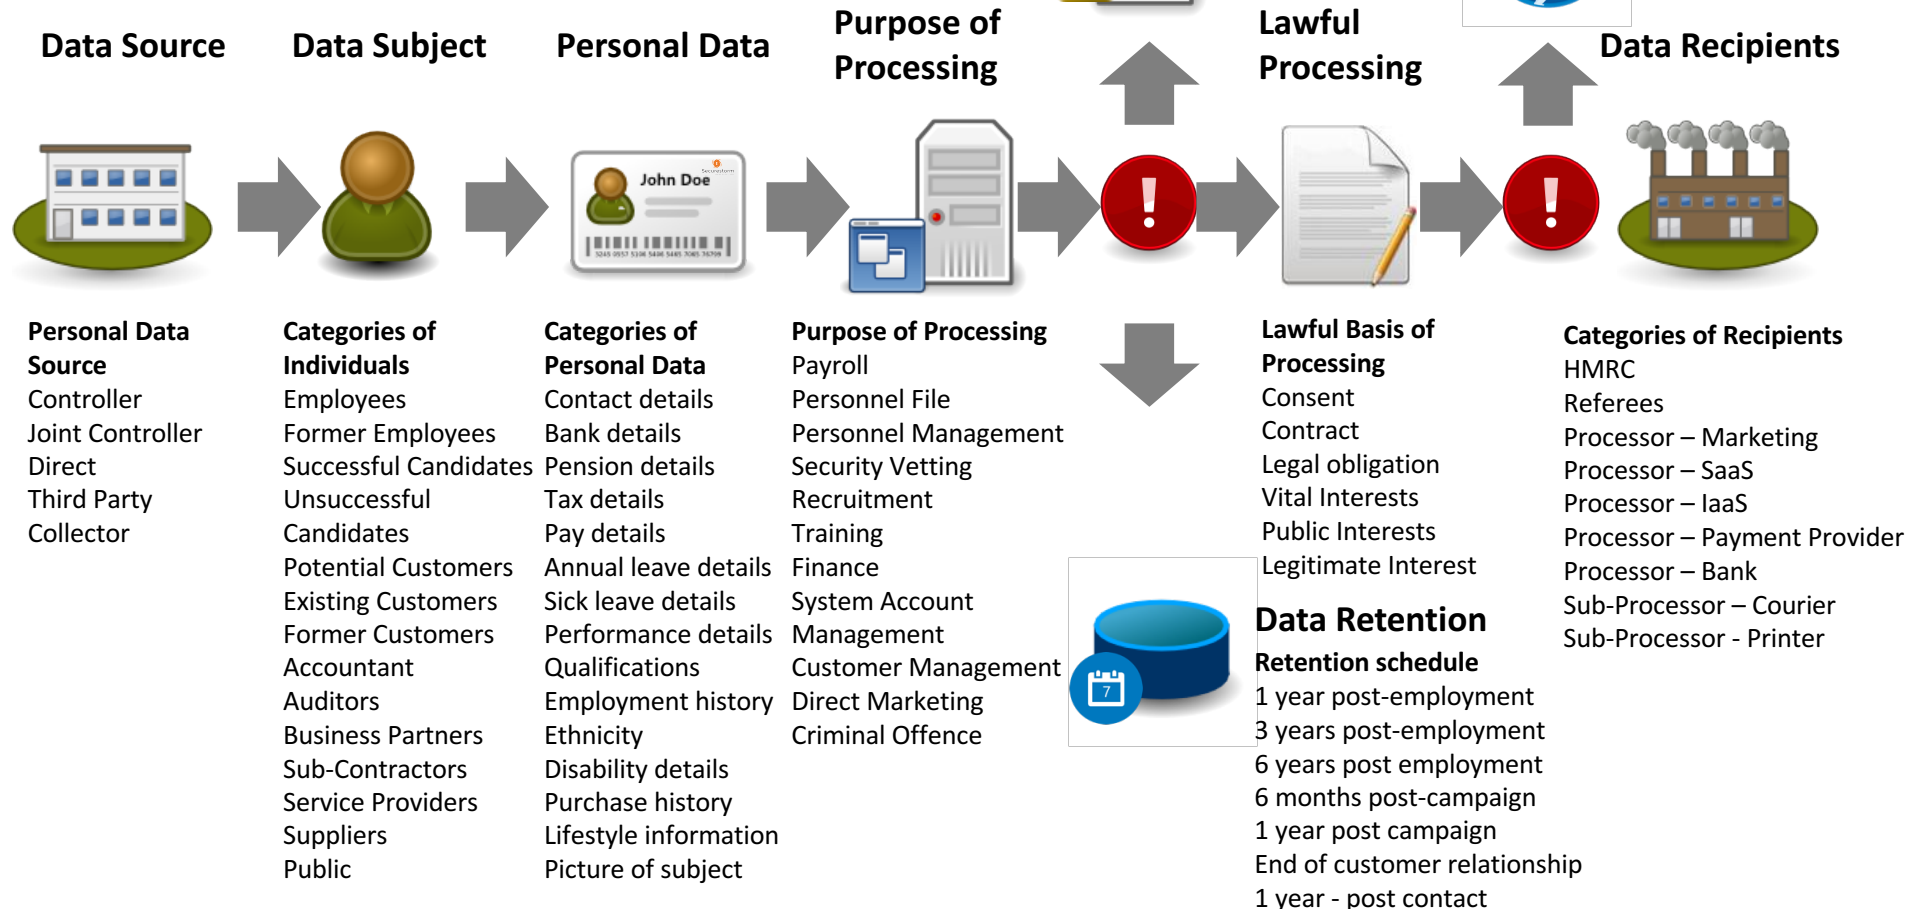 Data Source
Data Subject
Personal Data
Purpose of
Processing
Lawful
Processing
Data Recipients
John Doe
Securestorm
Personal Data
Source
Controller
Joint Controller
Direct
Third Party
Collector
Categories of
Individuals
Employees
Former Employees
Successful Candidates
Unsuccessful
Candidates
Potential Customers
Existing Customers
Former Customers
Accountant
Auditors
Business Partners
Sub-Contractors
Service Providers
Suppliers
Public
Categories of
Personal Data
Contact details
Bank details
Pension details
Tax details
Pay details
Annual leave details
Sick leave details
Performance details
Qualifications
Employment history
Ethnicity
Disability details
Purchase history
Lifestyle information
Picture of subject
Purpose of Processing
Payroll
Personnel File
Personnel Management
Security Vetting
Recruitment
Training
Finance
System Account
Management
Customer Management
Direct Marketing
Criminal Offence
7
Lawful Basis of
Processing
Consent
Contract
Legal obligation
Vital Interests
Public Interests
Legitimate Interest
Data Retention
Retention schedule
1 year post-employment
3 years post-employment
6 years post employment
6 months post-campaign
1 year post campaign
End of customer relationship
1 year - post contact
Categories of Recipients
HMRC
Referees
Processor – Marketing
Processor – SaaS
Processor – IaaS
Processor – Payment Provider
Processor – Bank
Sub-Processor – Courier
Sub-Processor - Printer